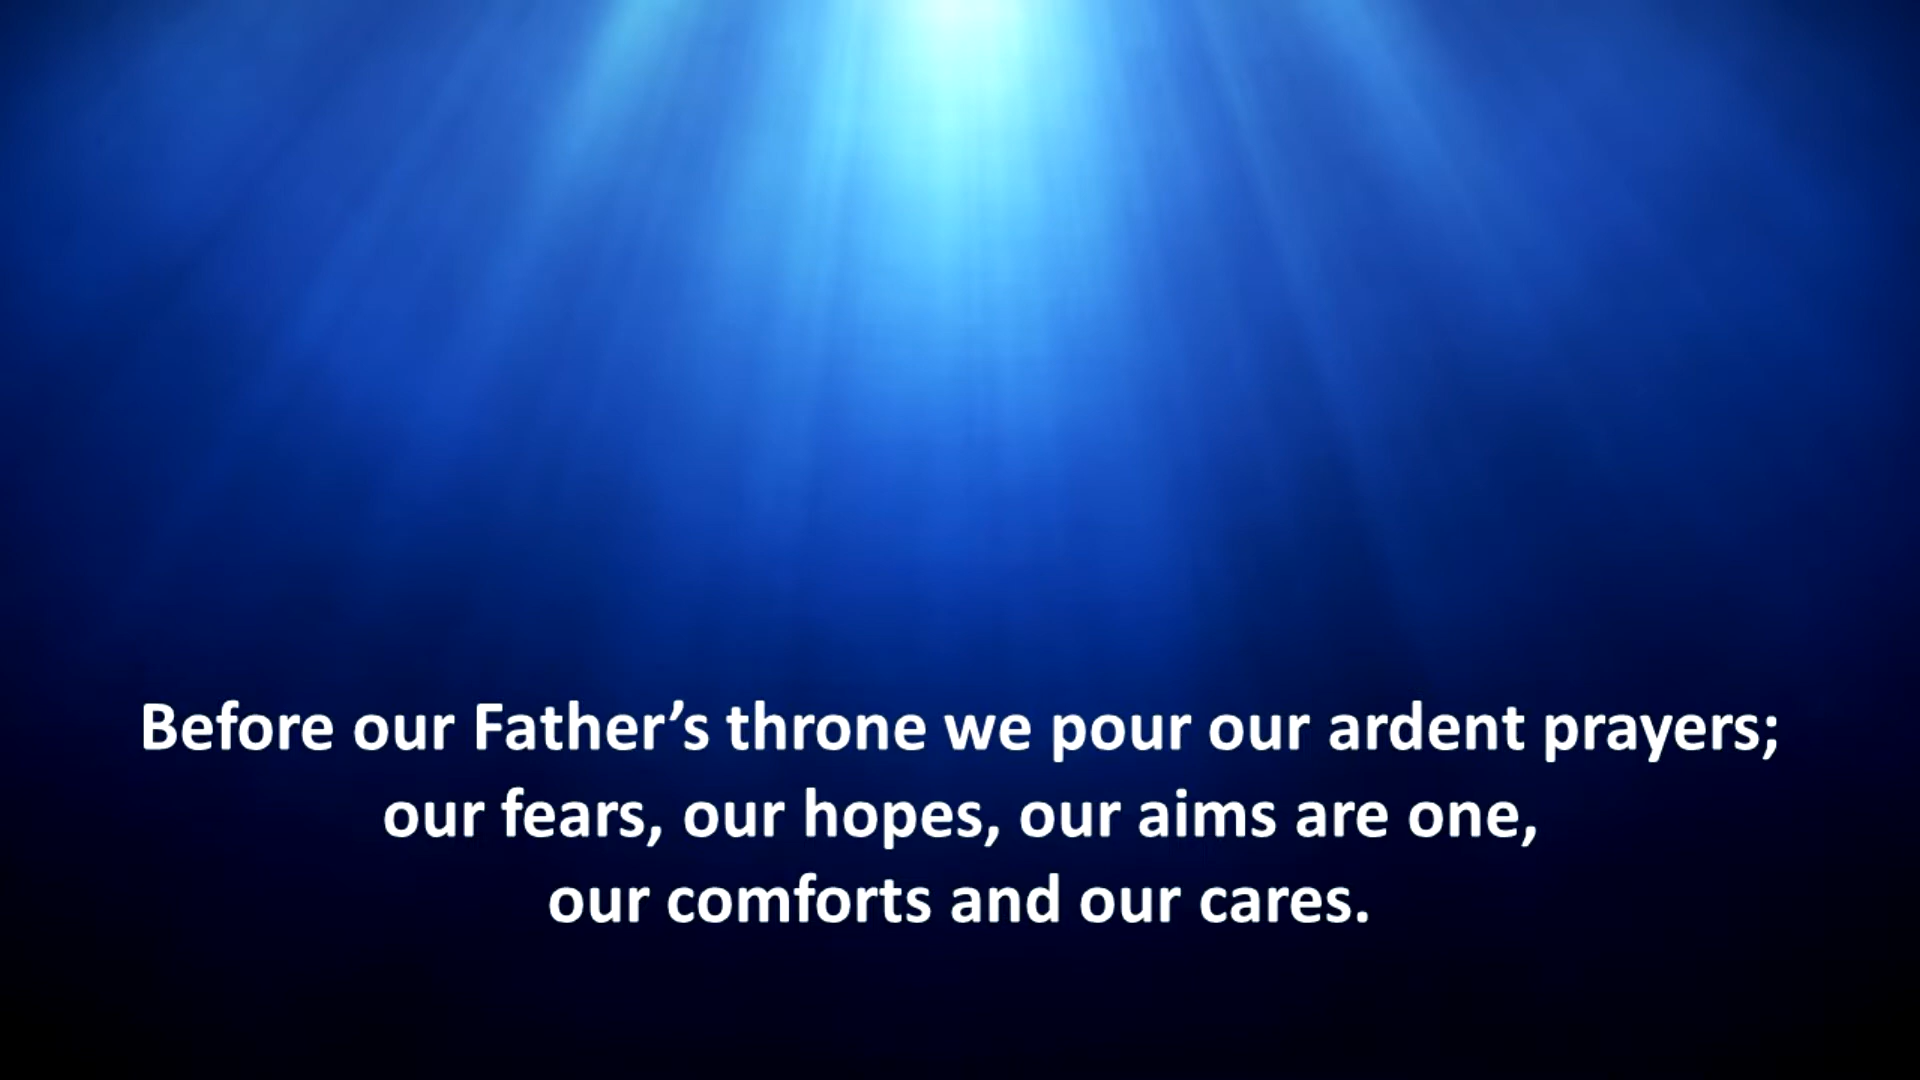 Before our Father’s throne we pour our ardent prayers;
our fears, our hopes, our aims are one,
our comforts and our cares.